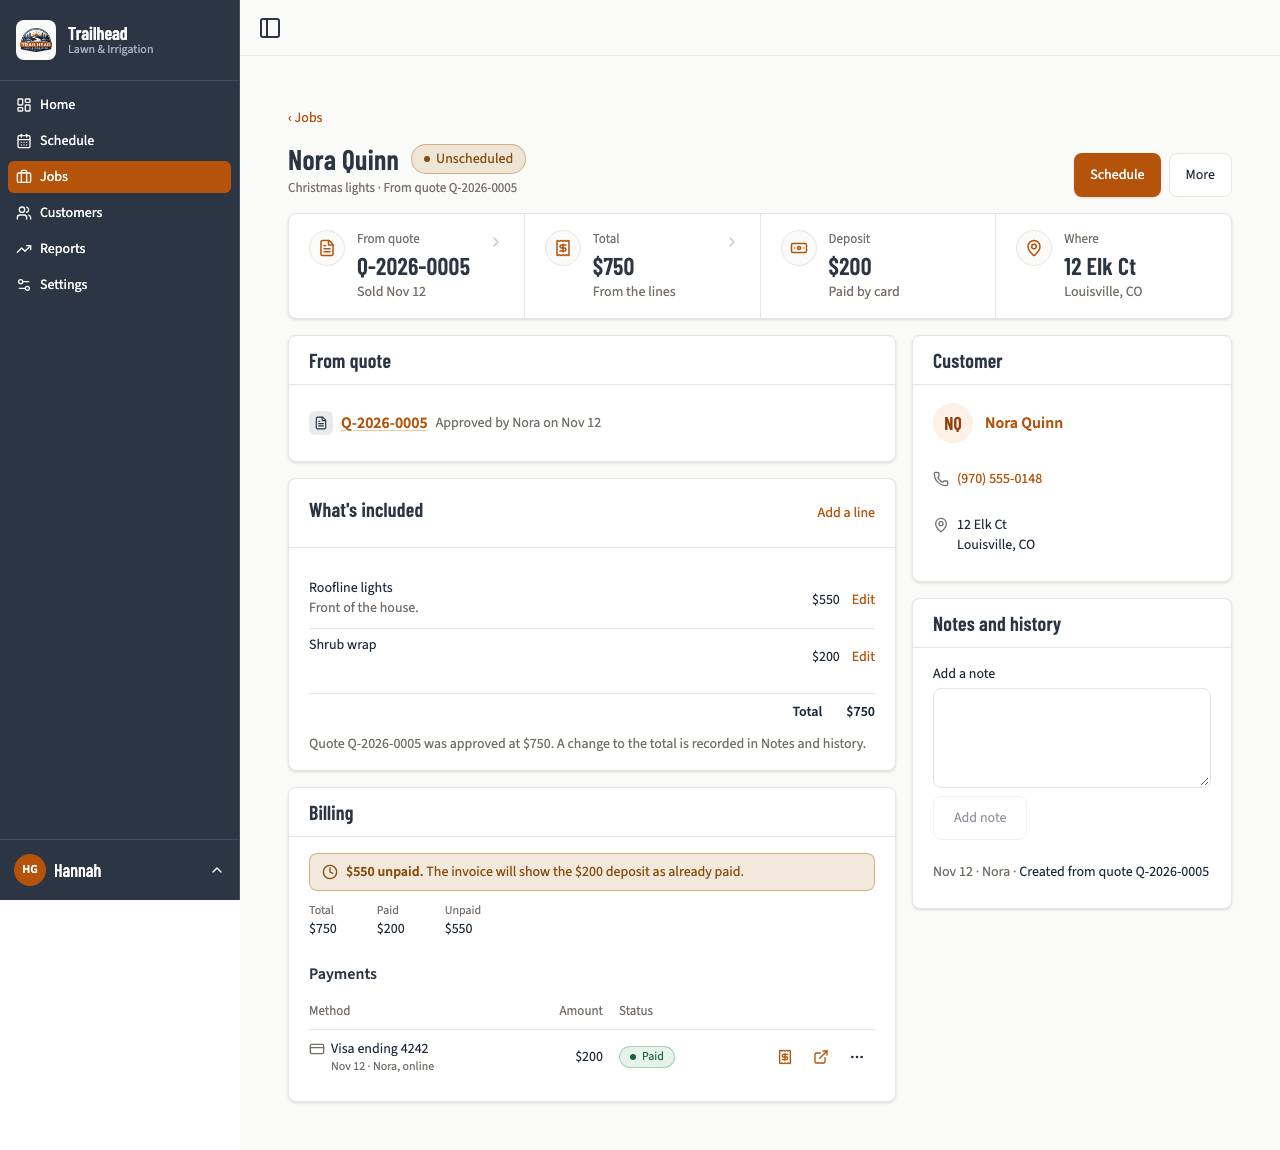 TRAILHEAD
Trailhead
Lawn & Irrigation
Home
Schedule
Jobs
Customers
Reports
Settings
HG
Hannah
‹ Jobs
Nora Quinn
Unscheduled
Christmas lights · From quote Q-2026-0005
Schedule
More
From quote
Q-2026-0005
Sold Nov 12
Total
$750
From the lines
Deposit
$200
Paid by card
Where
12 Elk Ct
Louisville, CO
From quote
Q-2026-0005 Approved by Nora on Nov 12
What's included
Add a line
Roofline lights
Front of the house.
$550 Edit
Shrub wrap
$200 Edit
Total $750
Quote Q-2026-0005 was approved at $750. A change to the total is recorded in Notes and history.
Billing
$550 unpaid. The invoice will show the $200 deposit as already paid.
Total Paid Unpaid
$750 $200 $550
Payments
Method Amount Status
Visa ending 4242
Nov 12 · Nora, online
$200
Paid
Customer
NQ
Nora Quinn
(970) 555-0148
12 Elk Ct
Louisville, CO
Notes and history
Add a note
Add note
Nov 12 · Nora · Created from quote Q-2026-0005